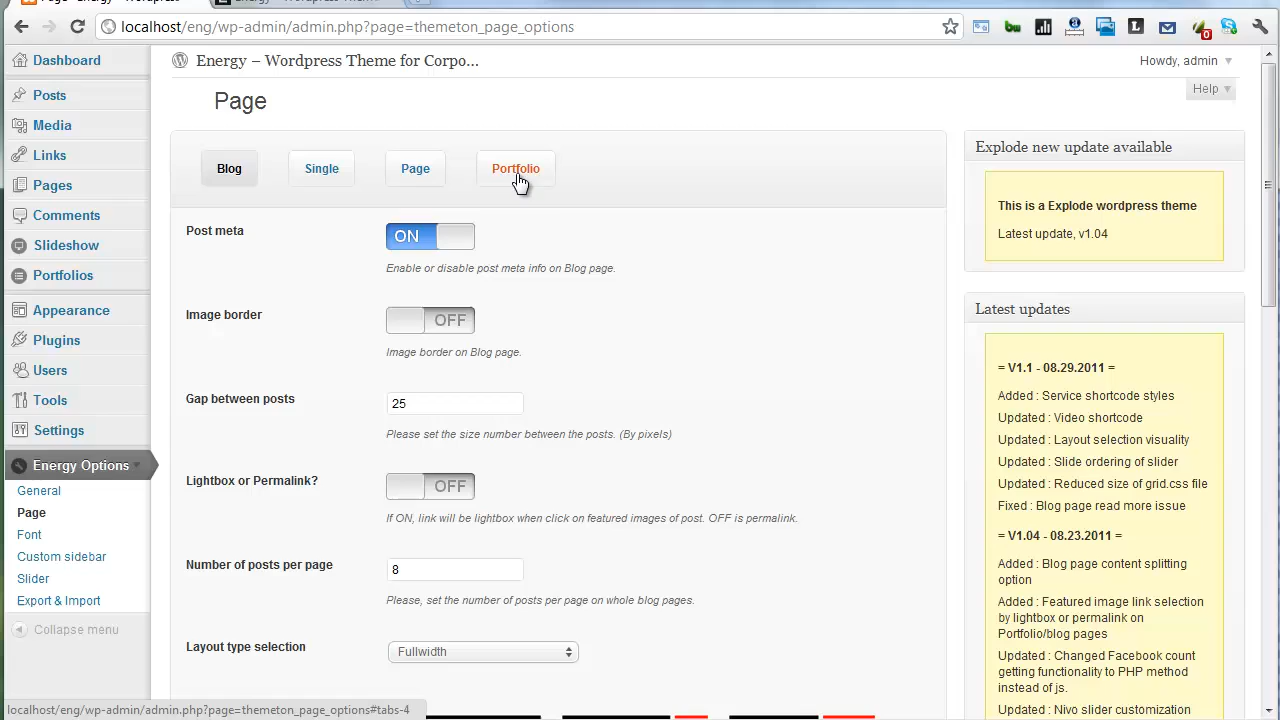 localhost/eng/wp-admin/admin.php?page=themeton_page_options
Dashboard
Posts
Media
Links
Pages
Comments
Slideshow
Portfolios
Appearance
Plugins
Users
Tools
Settings
Energy Options
General
Page
Font
Custom sidebar
Slider
Export & Import
Collapse menu
Energy – Wordpress Theme for Corpo...
Howdy, admin
Help
Page
Blog
Single
Page
Portfolio
Post meta
ON
Enable or disable post meta info on Blog page.
Image border
OFF
Image border on Blog page.
Gap between posts
25
Please set the size number between the posts. (By pixels)
Lightbox or Permalink?
OFF
If ON, link will be lightbox when click on featured images of post. OFF is permalink.
Number of posts per page
8
Please, set the number of posts per page on whole blog pages.
Layout type selection
Fullwidth
Explode new update available
This is a Explode wordpress theme
Latest update, v1.04
Latest updates
= V1.1 - 08.29.2011 =
Added : Service shortcode styles
Updated : Video shortcode
Updated : Layout selection visuality
Updated : Slide ordering of slider
Updated : Reduced size of grid.css file
Fixed : Blog page read more issue
= V1.04 - 08.23.2011 =
Added : Blog page content splitting
option
Added : Featured image link selection
by lightbox or permalink on
Portfolio/blog pages
Updated : Changed Facebook count
getting functionality to PHP method
instead of js.
Updated : Nivo slider customization
localhost/eng/wp-admin/admin.php?page=themeton_page_options#tabs-4